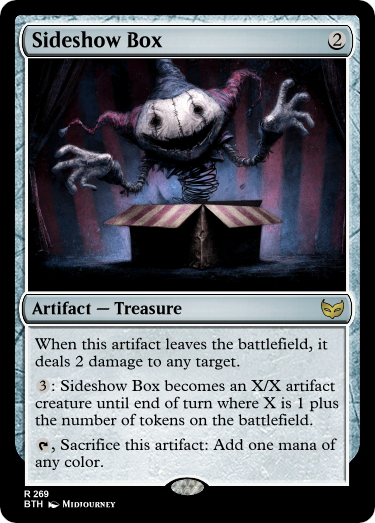 Sideshow Box 2
Artifact — Treasure
When this artifact leaves the battlefield, it
deals 2 damage to any target.
3: Sideshow Box becomes an X/X artifact
creature until end of turn where X is 1 plus
the number of tokens on the battlefield.
, Sacrifice this artifact: Add one mana of
any color.
R 269
BTH Midjourney